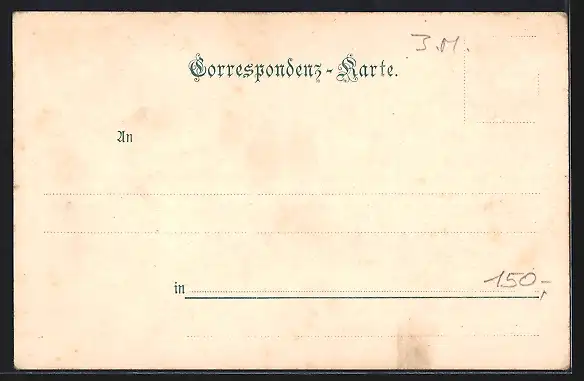 3.M.
Correspondenz-Karte.
An
in
150,-